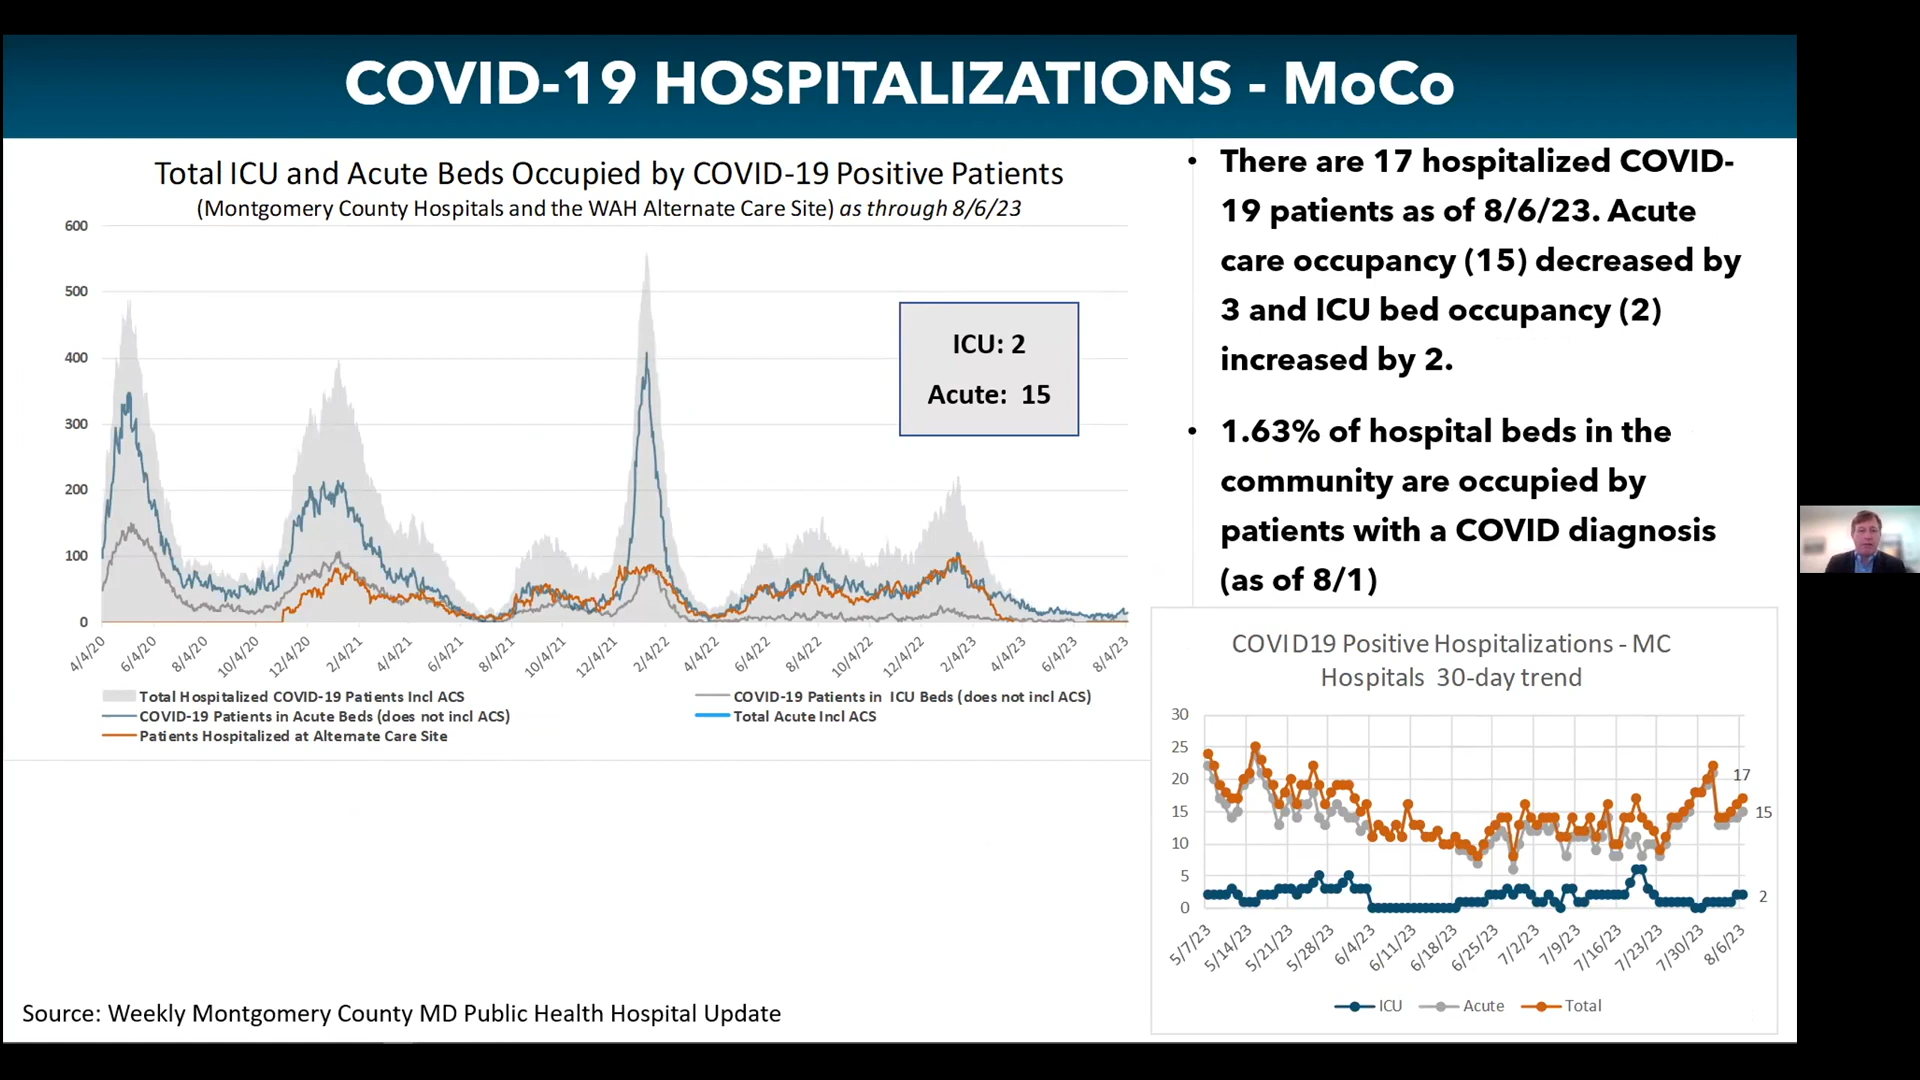 COVID-19 HOSPITALIZATIONS - MoCo
Total ICU and Acute Beds Occupied by COVID-19 Positive Patients
(Montgomery County Hospitals and the WAH Alternate Care Site) as through 8/6/23
600
500
400
300
200
100
0
4/4/20
6/4/20
8/4/20
10/4/20
12/4/20
2/4/21
4/4/21
6/4/21
8/4/21
10/4/21
12/4/21
2/4/22
4/4/22
6/4/22
8/4/22
10/4/22
12/4/22
2/4/23
4/4/23
6/4/23
8/4/23
ICU: 2
Acute: 15
Total Hospitalized COVID-19 Patients Incl ACS
COVID-19 Patients in ICU Beds (does not incl ACS)
COVID-19 Patients in Acute Beds (does not incl ACS)
Total Acute Incl ACS
Patients Hospitalized at Alternate Care Site
• There are 17 hospitalized COVID-
19 patients as of 8/6/23. Acute
care occupancy (15) decreased by
3 and ICU bed occupancy (2)
increased by 2.
• 1.63% of hospital beds in the
community are occupied by
patients with a COVID diagnosis
(as of 8/1)
COVID19 Positive Hospitalizations - MC
Hospitals 30-day trend
30
25
20
15
10
5
0
17
15
2
5/7/23
5/14/23
5/21/23
5/28/23
6/4/23
6/11/23
6/18/23
6/25/23
7/2/23
7/9/23
7/16/23
7/23/23
7/30/23
8/6/23
ICU
Acute
Total
Source: Weekly Montgomery County MD Public Health Hospital Update